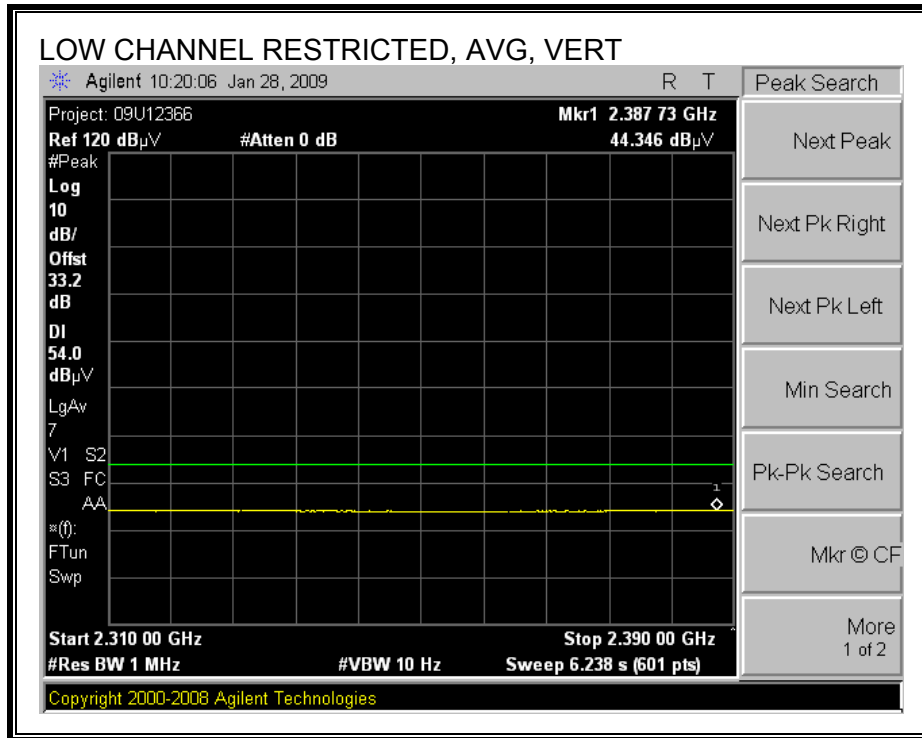 LOW CHANNEL RESTRICTED, AVG, VERT
Agilent 10:20:06 Jan 28, 2009 R T
Peak Search
Project: 09U12366 Mkr1 2.387 73 GHz
Ref 120 dBµV #Atten 0 dB 44.346 dBµV
#Peak
Log
10
dB/
Offst
33.2
dB
DI
54.0
dBµV
LgAv
7
V1 S2
S3 FC
AA
¤(f):
FTun
Swp
1
Start 2.310 00 GHz Stop 2.390 00 GHz ^
#Res BW 1 MHz #VBW 10 Hz Sweep 6.238 s (601 pts)
Next Peak
Next Pk Right
Next Pk Left
Min Search
Pk-Pk Search
Mkr © CF
More
1 of 2
Copyright 2000-2008 Agilent Technologies